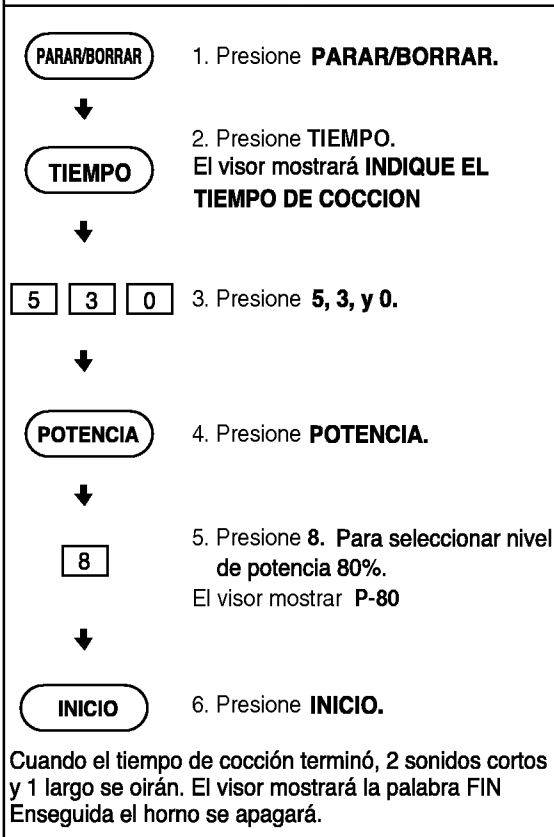 PARAR/BORRAR 1. Presione PARAR/BORRAR.
2. Presione TIEMPO.
TIEMPO El visor mostrará INDIQUE EL
TIEMPO DE COCCION
5 3 0 3. Presione 5, 3, y 0.
POTENCIA 4. Presione POTENCIA.
5. Presione 8. Para seleccionar nivel
8 de potencia 80%.
El visor mostrar P-80
INICIO 6. Presione INICIO.
Cuando el tiempo de cocción terminó, 2 sonidos cortos
y 1 largo se oirán. El visor mostrará la palabra FIN
Enseguida el horno se apagará.